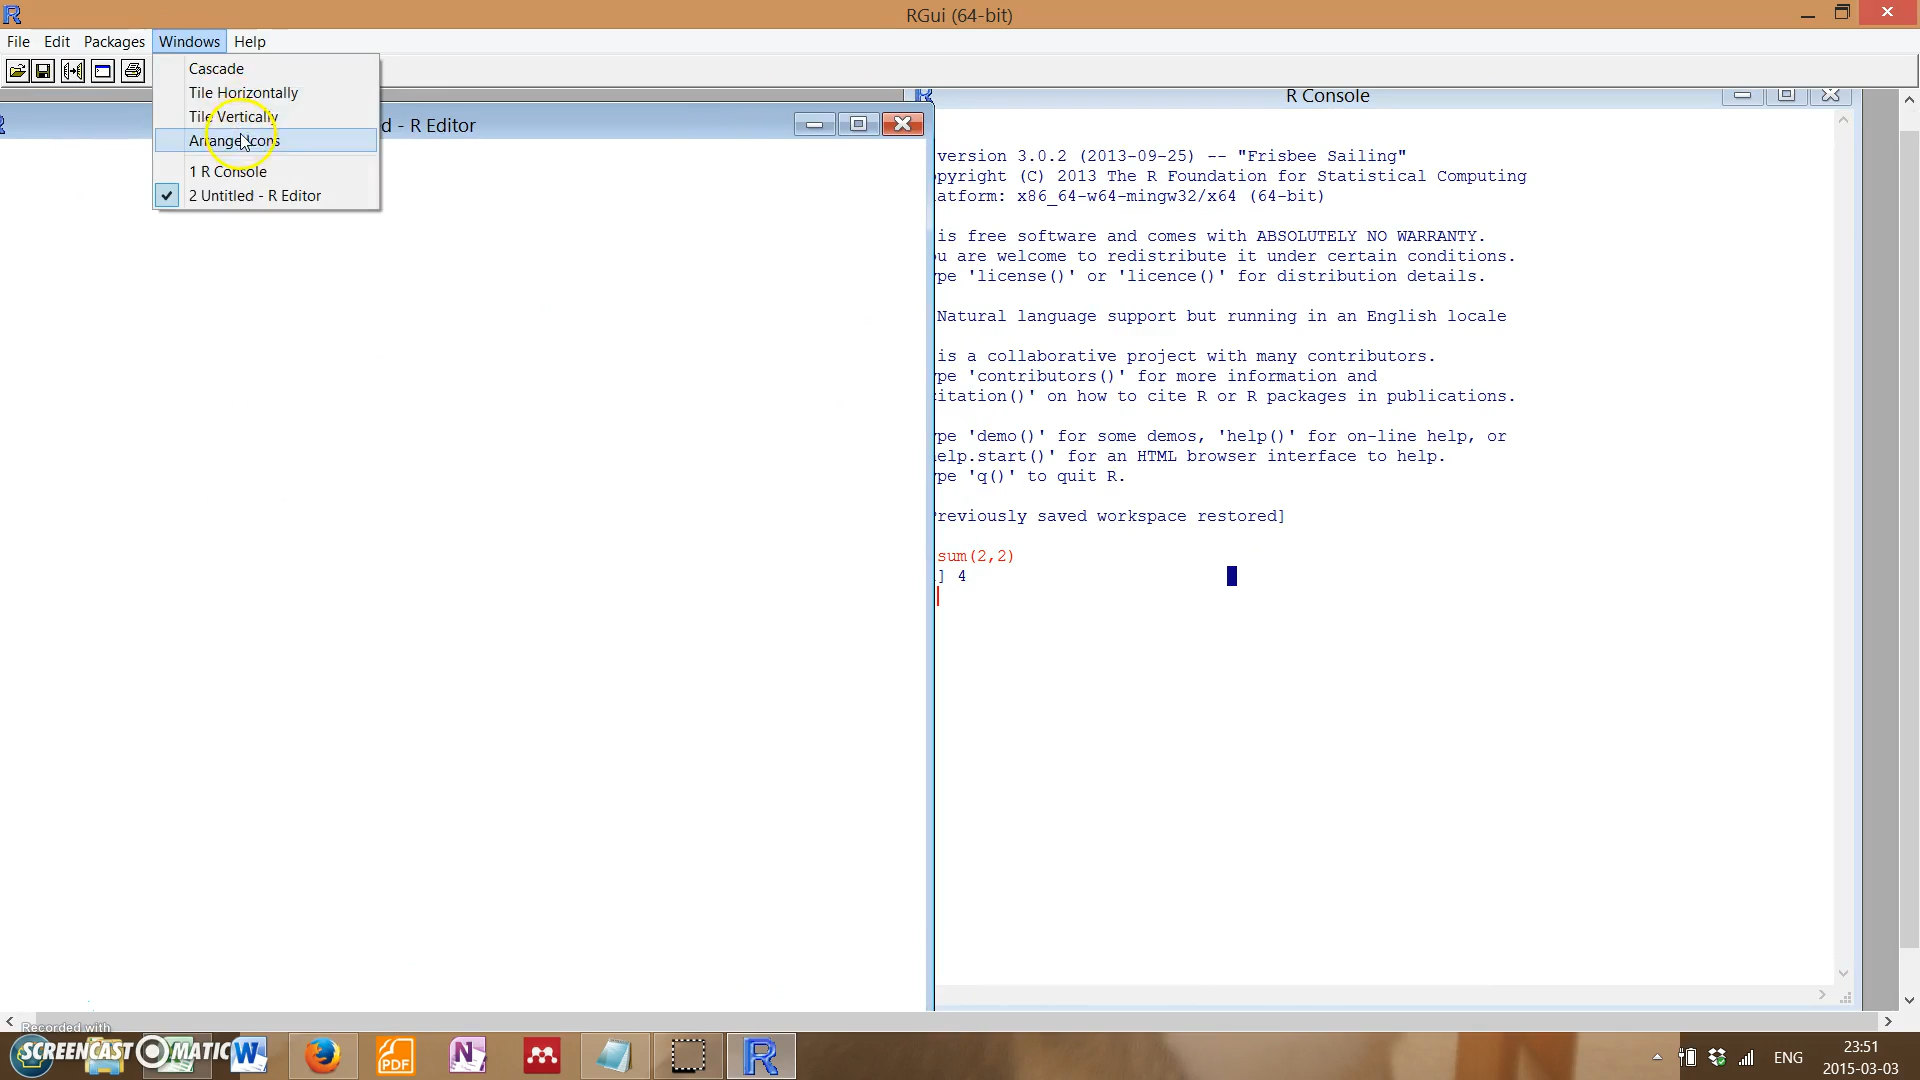 RGui (64-bit)
File Edit Packages Windows Help
Cascade
Tile Horizontally
Tile Vertically
Arrange Icons
1 R Console
2 Untitled - R Editor
d - R Editor
R Console
version 3.0.2 (2013-09-25) -- "Frisbee Sailing"
pyright (C) 2013 The R Foundation for Statistical Computing
atform: x86_64-w64-mingw32/x64 (64-bit)
is free software and comes with ABSOLUTELY NO WARRANTY.
u are welcome to redistribute it under certain conditions.
pe 'license()' or 'licence()' for distribution details.
Natural language support but running in an English locale
is a collaborative project with many contributors.
pe 'contributors()' for more information and
itation()' on how to cite R or R packages in publications.
pe 'demo()' for some demos, 'help()' for on-line help, or
elp.start()' for an HTML browser interface to help.
pe 'q()' to quit R.
reviously saved workspace restored]
sum(2,2)
] 4
Recorded with
SCREENCAST MATIC
PDF
ENG
23:51
2015-03-03